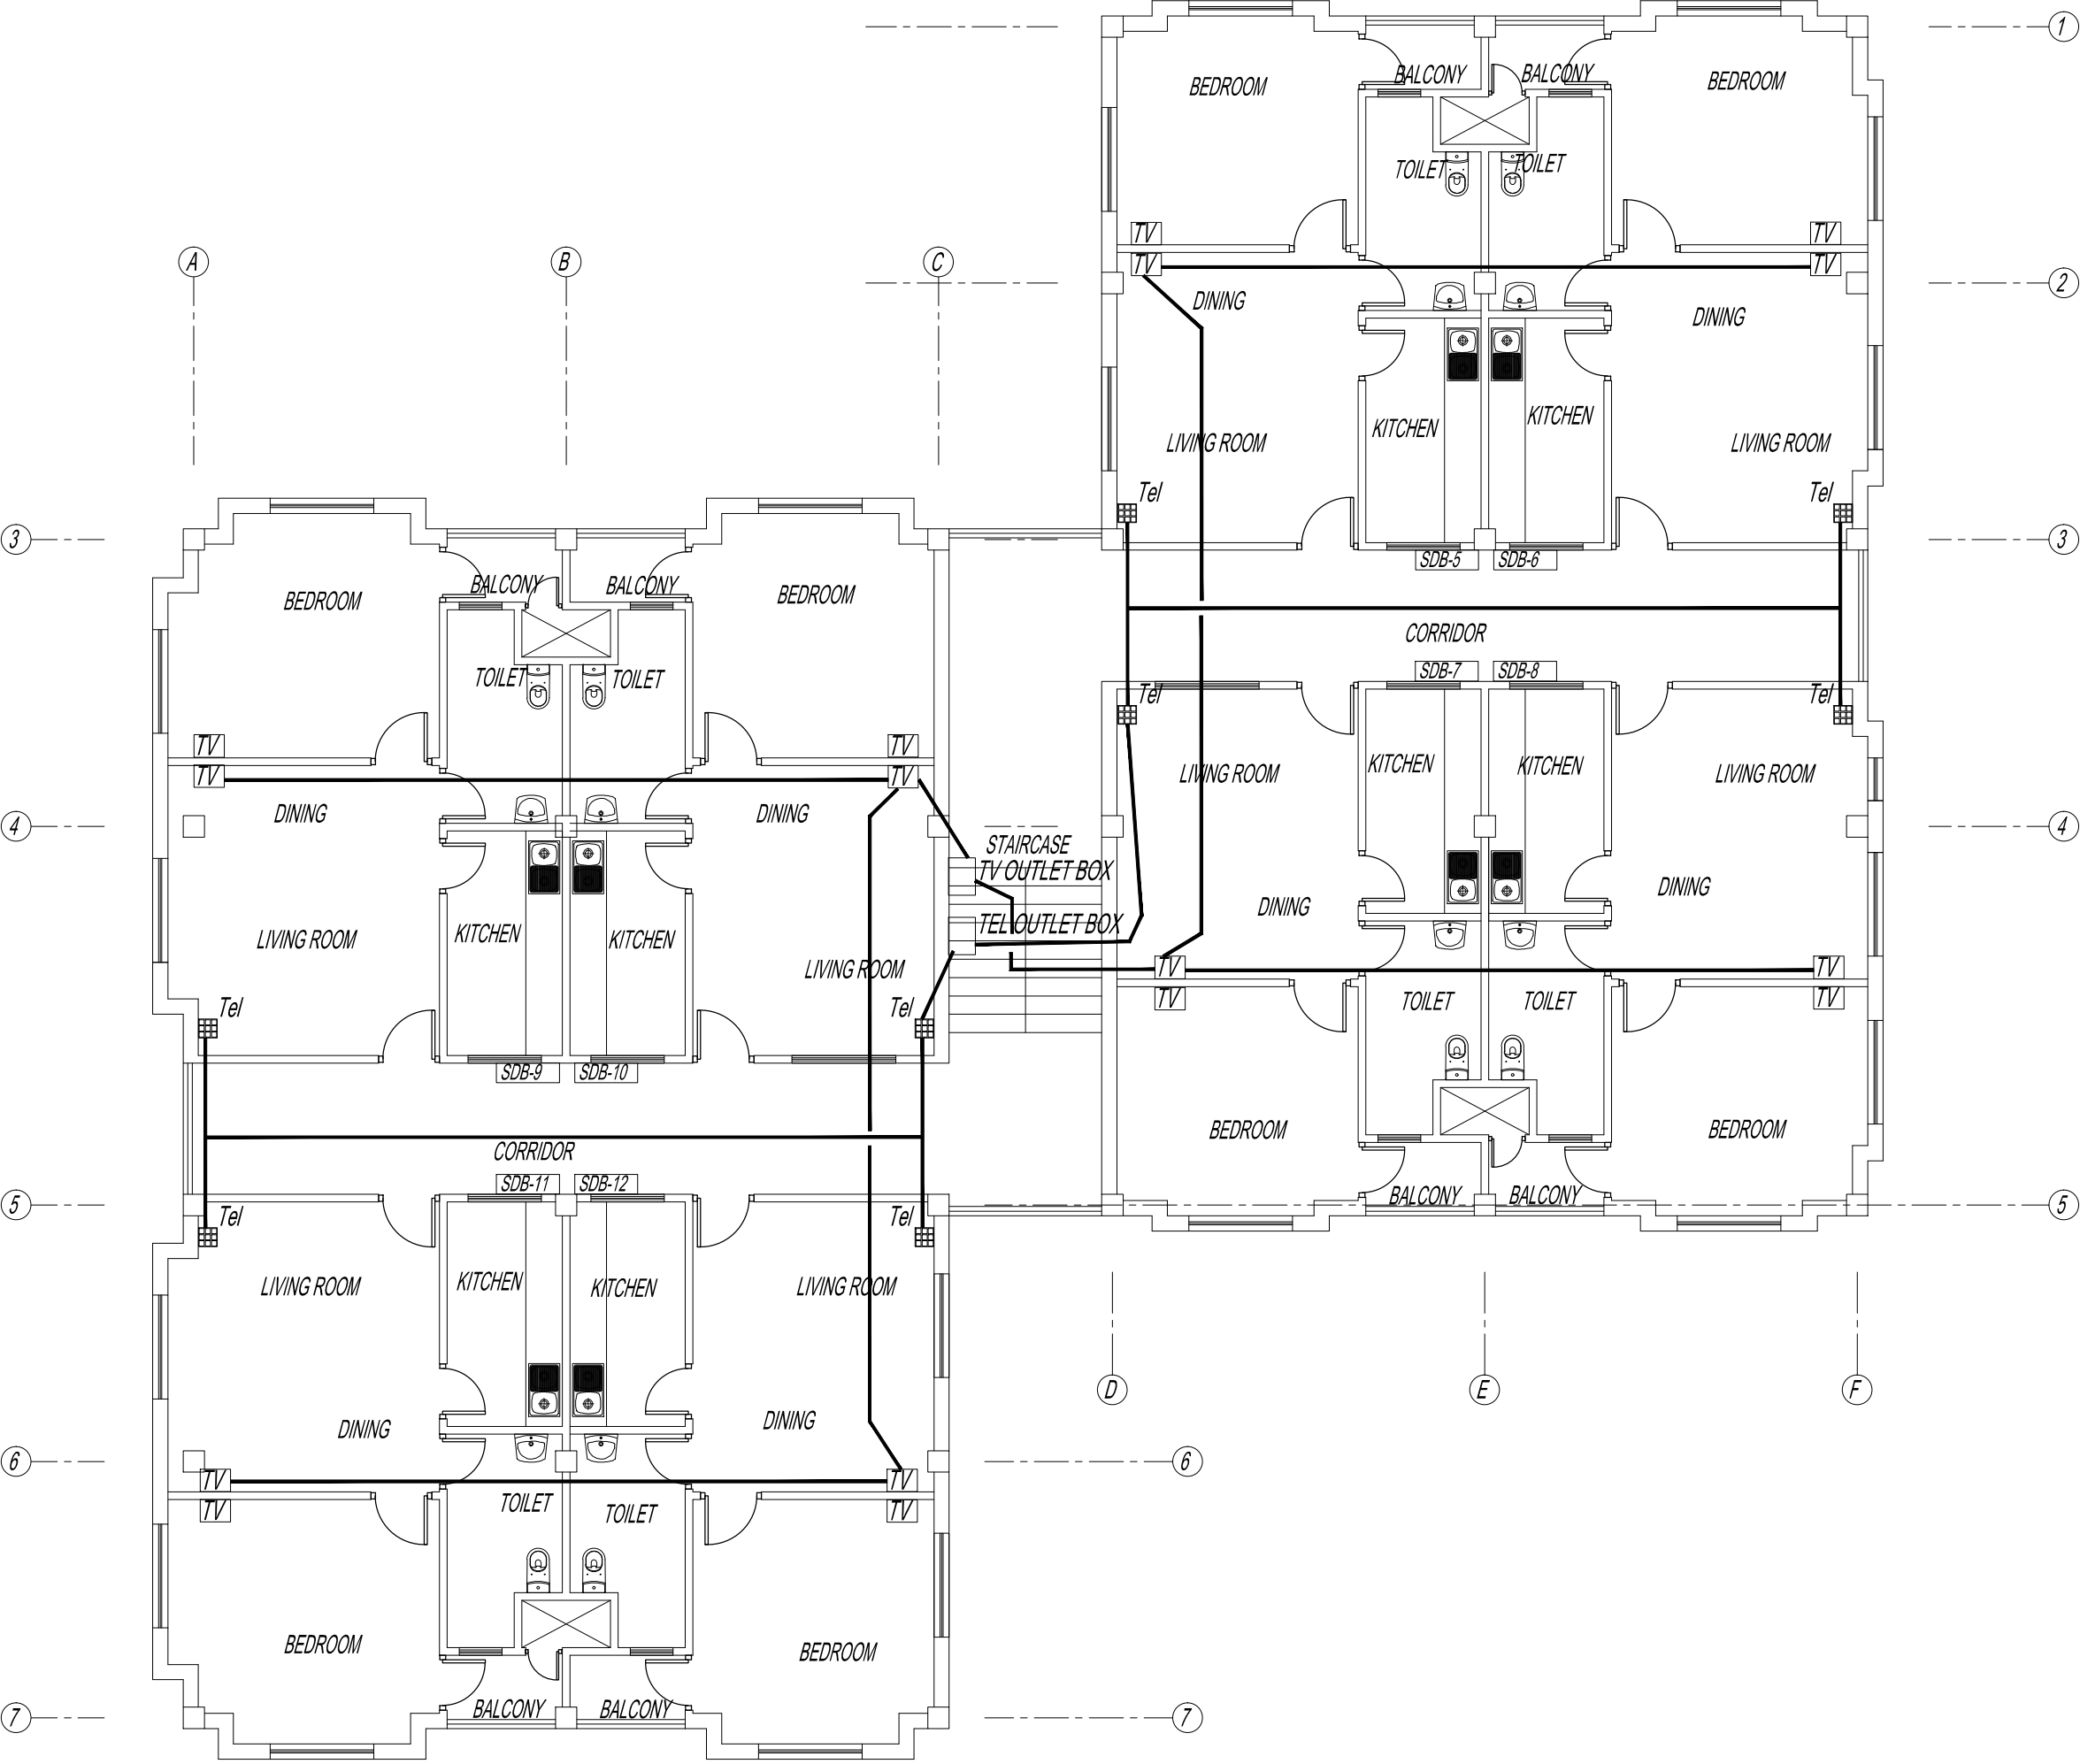 1
BALCONY BALCONY
BEDROOM BEDROOM
TOILET TOILET
TV TV
A B C
TV TV
2
DINING
DINING
KITCHEN KITCHEN
LIVING ROOM LIVING ROOM
Tel Tel
3 3
SDB-5 SDB-6
BALCONY BALCONY
BEDROOM BEDROOM
CORRIDOR
TOILET TOILET
SDB-7 SDB-8
Tel Tel
TV TV
TV TV
LIVING ROOM KITCHEN KITCHEN LIVING ROOM
DINING DINING
4 4
STAIRCASE
TV OUTLET BOX
DINING DINING
TEL OUTLET BOX
LIVING ROOM KITCHEN KITCHEN
LIVING ROOM
TV TV
TV TV
TOILET TOILET
Tel Tel
SDB-9 SDB-10
BEDROOM BEDROOM
CORRIDOR
SDB-11 SDB-12
BALCONY BALCONY
5 5
Tel Tel
LIVING ROOM KITCHEN KITCHEN LIVING ROOM
D E F
DINING DINING
6 6
TV TV
TV TV
TOILET TOILET
BEDROOM BEDROOM
BALCONY BALCONY
7 7